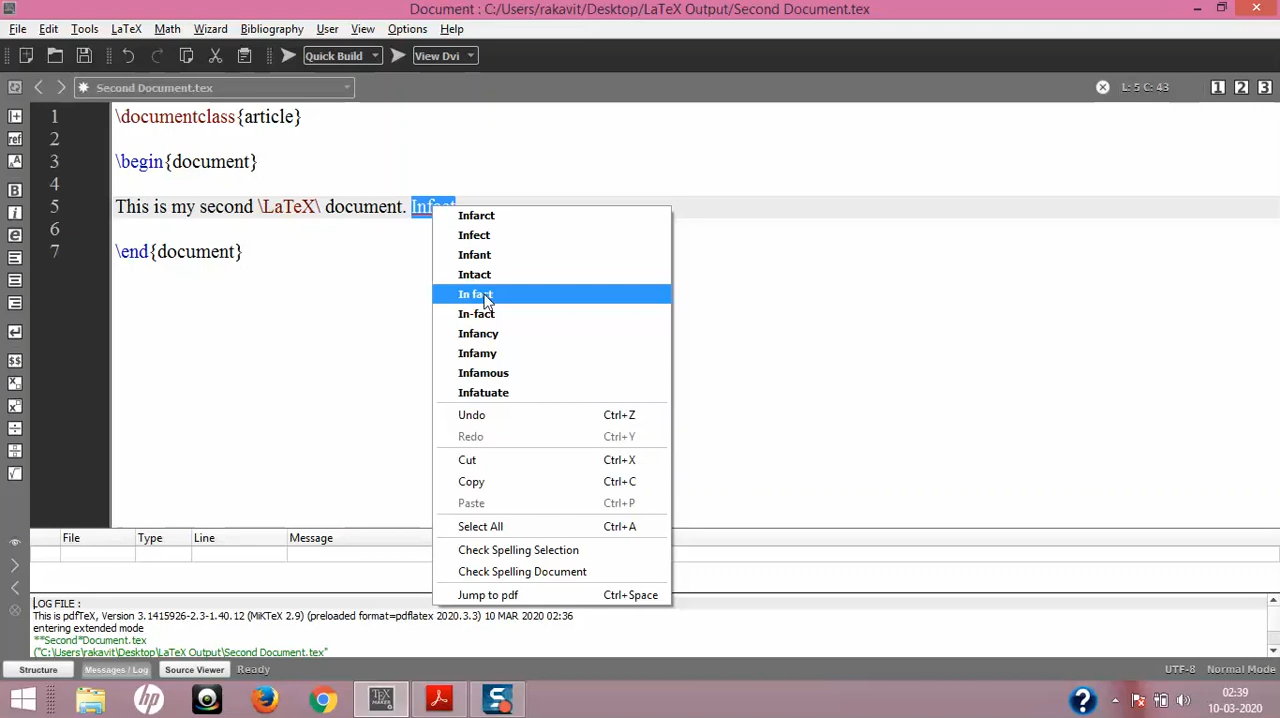 Document : C:/Users/rakavit/Desktop/LaTeX Output/Second Document.tex
File Edit Tools LaTeX Math Wizard Bibliography User View Options Help
Quick Build View Dvi
Second Document.tex L: 5 C: 43 1 2 3
1 \documentclass{article}
2
3 \begin{document}
4
5 This is my second \LaTeX\ document. Infact
6
7 \end{document}
Infarct
Infect
Infant
Intact
In fact
In-fact
Infancy
Infamy
Infamous
Infatuate
Undo Ctrl+Z
Redo Ctrl+Y
Cut Ctrl+X
Copy Ctrl+C
Paste Ctrl+P
Select All Ctrl+A
Check Spelling Selection
Check Spelling Document
Jump to pdf Ctrl+Space
File Type Line Message
LOG FILE :
This is pdfTeX, Version 3.1415926-2.3-1.40.12 (MiKTeX 2.9) (preloaded format=pdflatex 2020.3.3) 10 MAR 2020 02:36
entering extended mode
**Second*Document.tex
("C:\Users\rakavit\Desktop\LaTeX Output\Second Document.tex"
Structure Messages / Log Source Viewer Ready UTF-8 Normal Mode
hp TEX MAKER S ? 02:39
10-03-2020